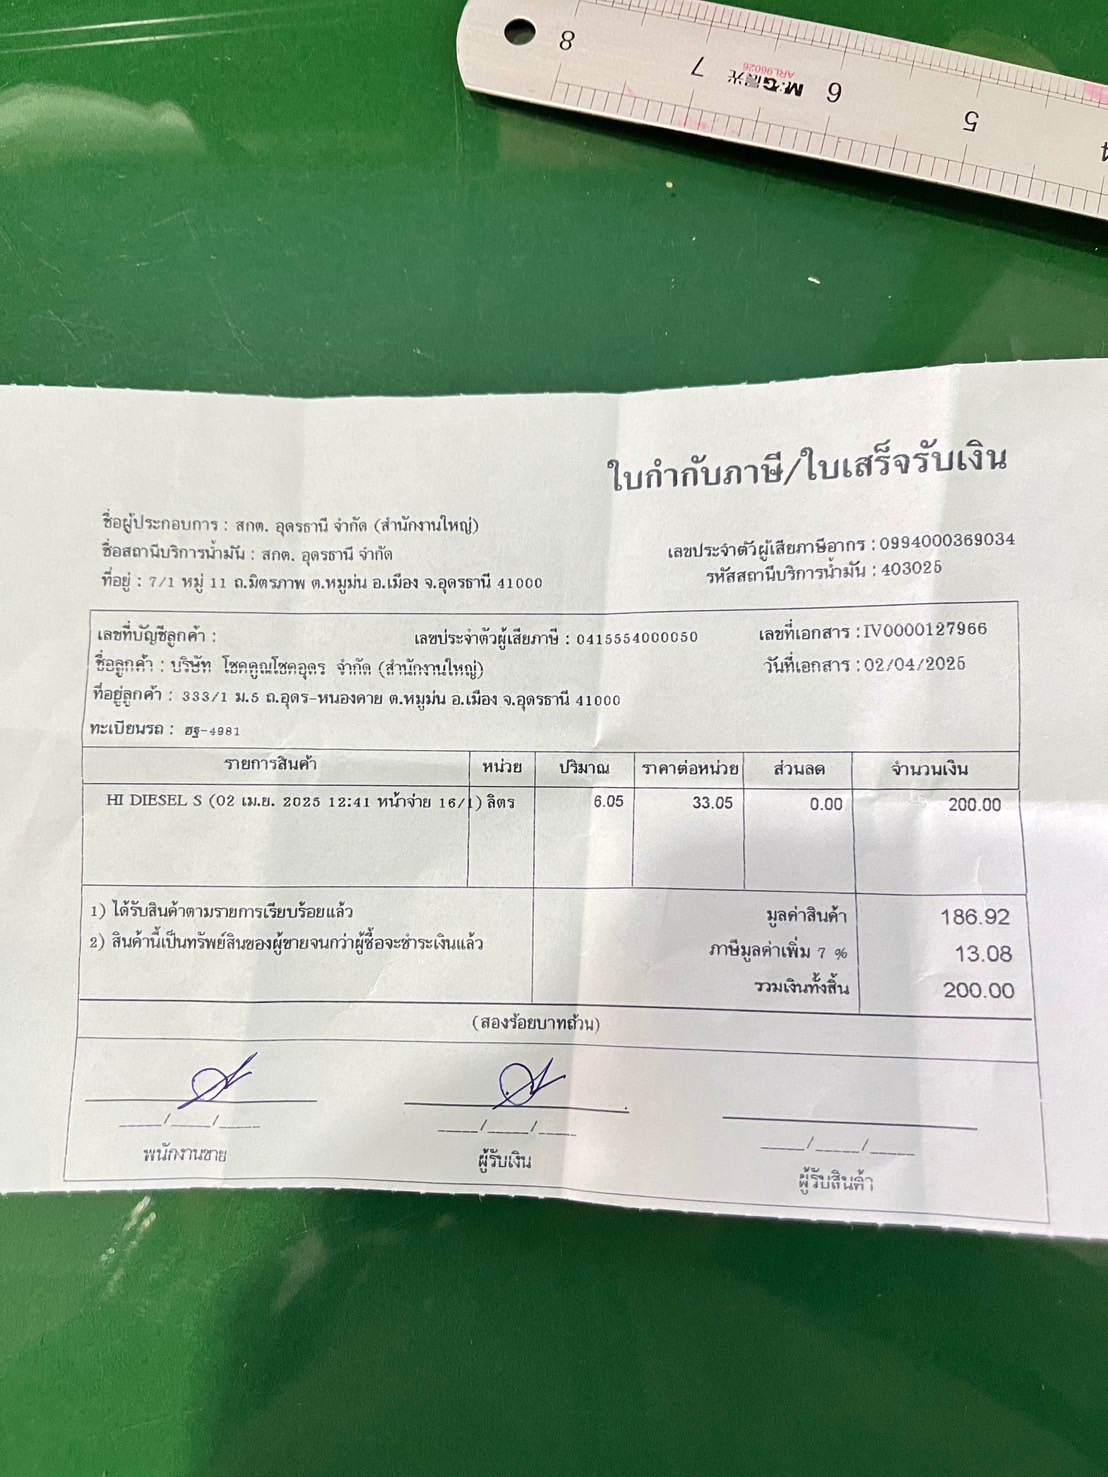 8 7 6 5 4
M&G晨光
ARL96026
ใบกำกับภาษี/ใบเสร็จรับเงิน
ชื่อผู้ประกอบการ : สกต. อุดรธานี จำกัด (สำนักงานใหญ่)
ชื่อสถานีบริการน้ำมัน : สกต. อุดรธานี จำกัด
เลขประจำตัวผู้เสียภาษีอากร : 0994000369034
ที่อยู่ : 7/1 หมู่ 11 ถ.มิตรภาพ ต.หมูม่น อ.เมือง จ.อุดรธานี 41000
รหัสสถานีบริการน้ำมัน : 403025
เลขที่บัญชีลูกค้า : เลขประจำตัวผู้เสียภาษี : 0415554000050 เลขที่เอกสาร : IV0000127966
ชื่อลูกค้า : บริษัท โชคคูณโชคอุดร จำกัด (สำนักงานใหญ่) วันที่เอกสาร : 02/04/2025
ที่อยู่ลูกค้า : 333/1 ม.5 ถ.อุดร-หนองคาย ต.หมูม่น อ.เมือง จ.อุดรธานี 41000
ทะเบียนรถ : ฮฐ-4981
รายการสินค้า หน่วย ปริมาณ ราคาต่อหน่วย ส่วนลด จำนวนเงิน
HI DIESEL S (02 เม.ย. 2025 12:41 หน้าจ่าย 16/1) ลิตร 6.05 33.05 0.00 200.00
1) ได้รับสินค้าตามรายการเรียบร้อยแล้ว มูลค่าสินค้า 186.92
2) สินค้านี้เป็นทรัพย์สินของผู้ขายจนกว่าผู้ซื้อจะชำระเงินแล้ว ภาษีมูลค่าเพิ่ม 7 % 13.08
รวมเงินทั้งสิ้น 200.00
(สองร้อยบาทถ้วน)
____/____/____ ____/____/____ ____/____/____
พนักงานขาย ผู้รับเงิน ผู้รับสินค้า